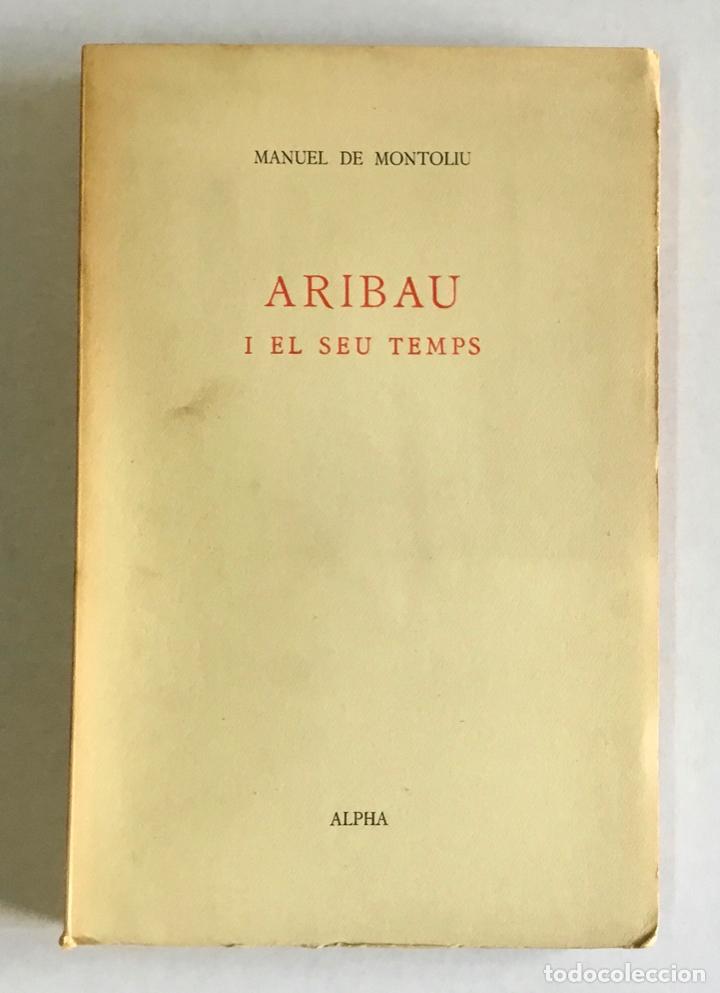 MANUEL DE MONTOLIU
ARIBAU
I EL SEU TEMPS
ALPHA
todocoleccion